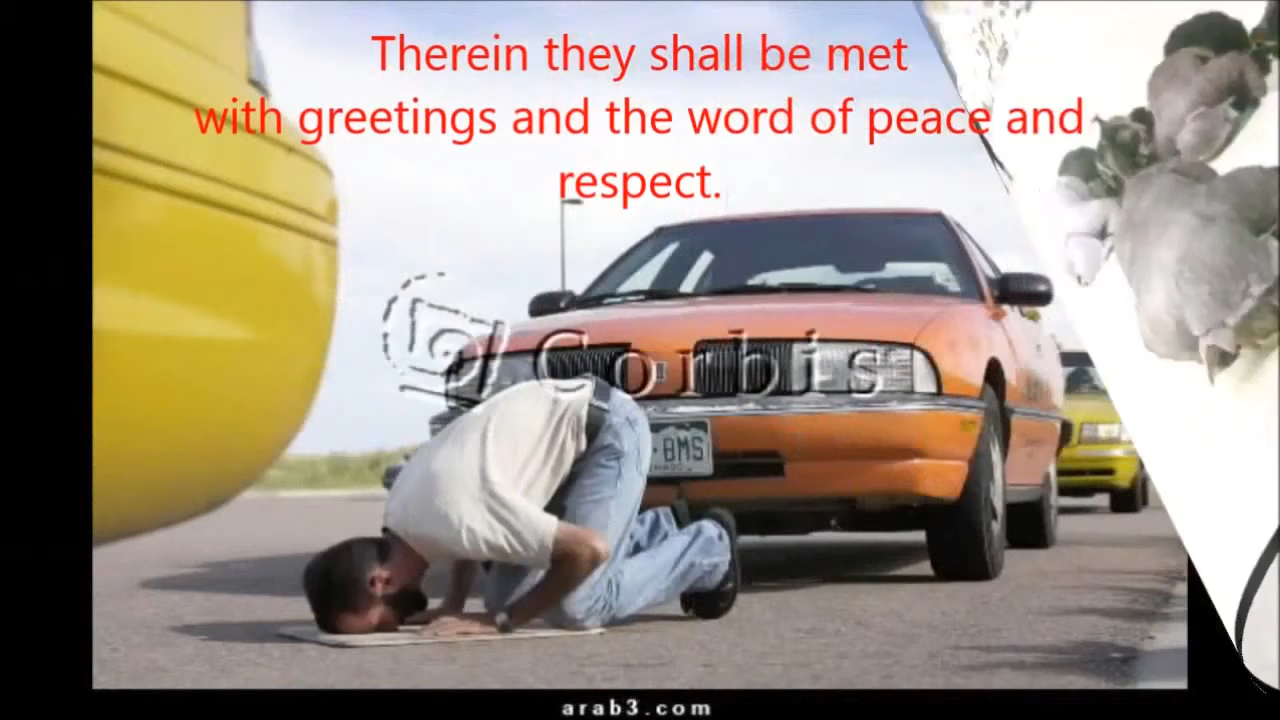 Therein they shall be met
with greetings and the word of peace and
respect.
Corbis
-BMS
arab3.com